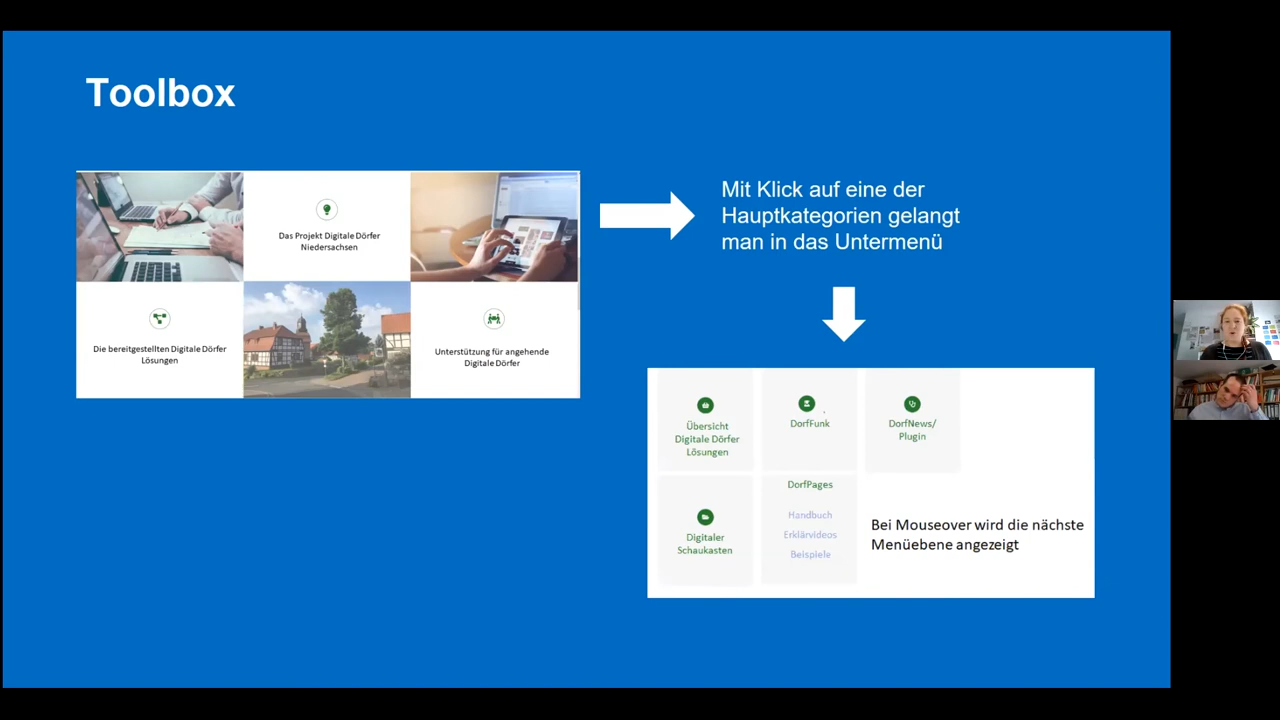 Toolbox
Das Projekt Digitale Dörfer
Niedersachsen
Die bereitgestellten Digitale Dörfer
Lösungen
Unterstützung für angehende
Digitale Dörfer
Mit Klick auf eine der
Hauptkategorien gelangt
man in das Untermenü
Übersicht
Digitale Dörfer
Lösungen
DorfFunk
DorfNews/
Plugin
Digitaler
Schaukasten
DorfPages
Handbuch
Erklärvideos
Beispiele
Bei Mouseover wird die nächste
Menüebene angezeigt